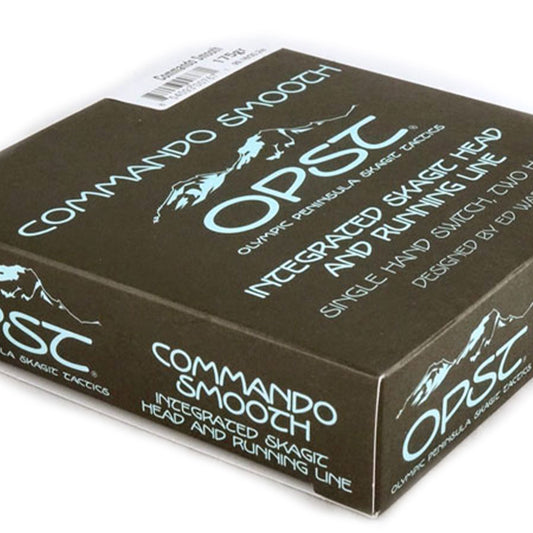 Commando Smooth
175gr
COMMANDO SMOOTH
OPST®
OLYMPIC PENINSULA SKAGIT TACTICS
INTEGRATED SKAGIT HEAD
AND RUNNING LINE
SINGLE HAND SWITCH, TWO H
DESIGNED BY ED WA
OPST®
SKAGIT TACTICS
COMMANDO
SMOOTH
INTEGRATED SKAGIT
HEAD AND RUNNING LINE
OPST
OLYMPIC PENINSULA SKAGIT TACTICS